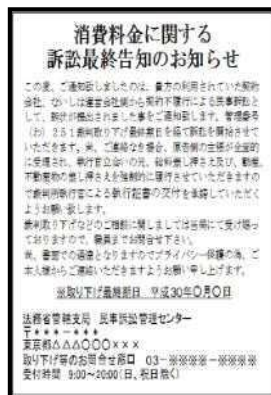 消費料金に関する
訴訟最終告知のお知らせ
この度、ご通知致しましたのは、貴方の利用されていた契約
会社、ないしは運営会社側から契約不履行による民事訴訟と
して、訴状が提出されました事をご通知致します。管理番号
(わ)251裁判取り下げ最終期日を経て訴訟を開始させて
いただきます。尚、ご連絡なき場合、原告側の主張が全面的
に受理され、執行官立会いの元、給料差し押さえ及び、動産、
不動産物の差し押さえを強制的に履行させていただきますの
で裁判所執行官による執行証書の交付を承諾していただく
ようお願い致します。
裁判取り下げなどのご相談に関しましては当局にて受け賜っ
ておりますので、職員までお問合せ下さい。
尚、書面での通達となりますのでプライバシー保護の為、ご
本人様からご連絡いただきますようお願い申し上げます。
※取り下げ最終期日 平成30年〇月〇日
法務省管轄支局 民事訴訟管理センター
〒***-****
東京都△△△〇〇〇×××
取り下げ等のお問合せ窓口 03-※※※※-※※※※
受付時間 9:00~20:00(日、祝日除く)